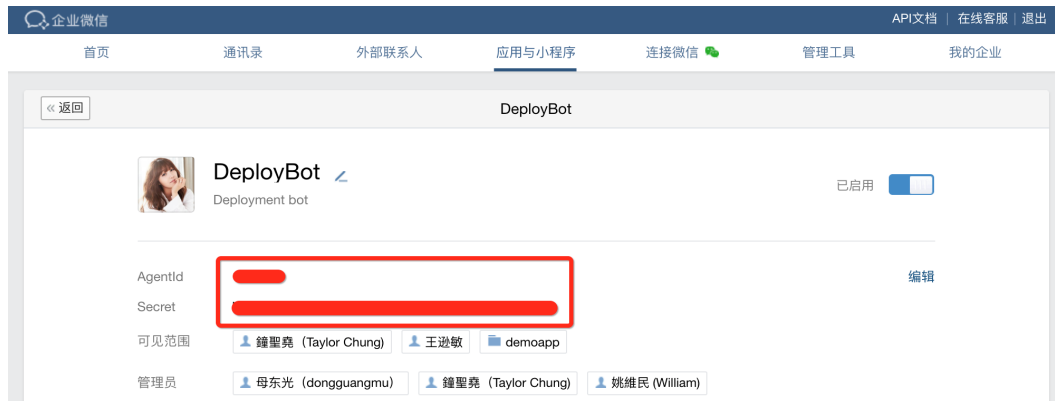 企业微信 API文档 | 在线客服 | 退出
首页 通讯录 外部联系人 应用与小程序 连接微信 管理工具 我的企业
« 返回 DeployBot
DeployBot
Deployment bot
已启用
AgentId 编辑
Secret
可见范围 鐘聖堯（Taylor Chung) 王逊敏 demoapp
管理员 母东光（dongguangmu） 鐘聖堯（Taylor Chung) 姚維民 (William)